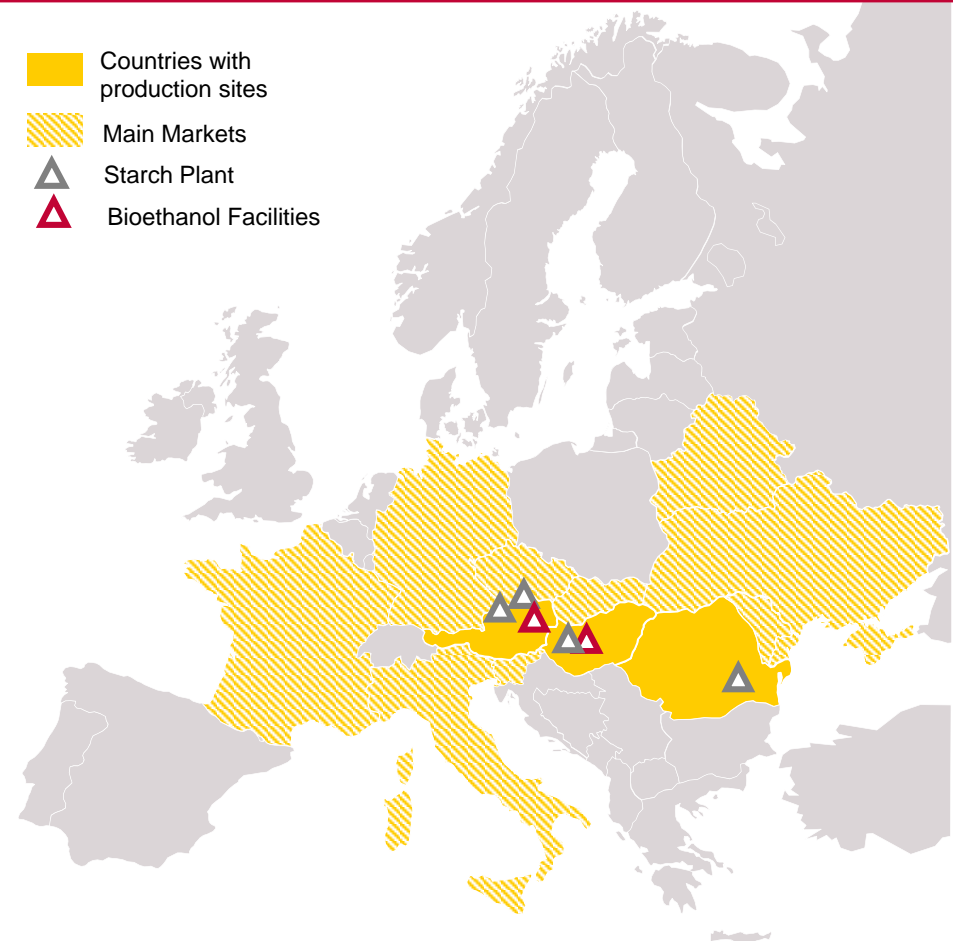 Countries with
production sites
Main Markets
Starch Plant
Bioethanol Facilities